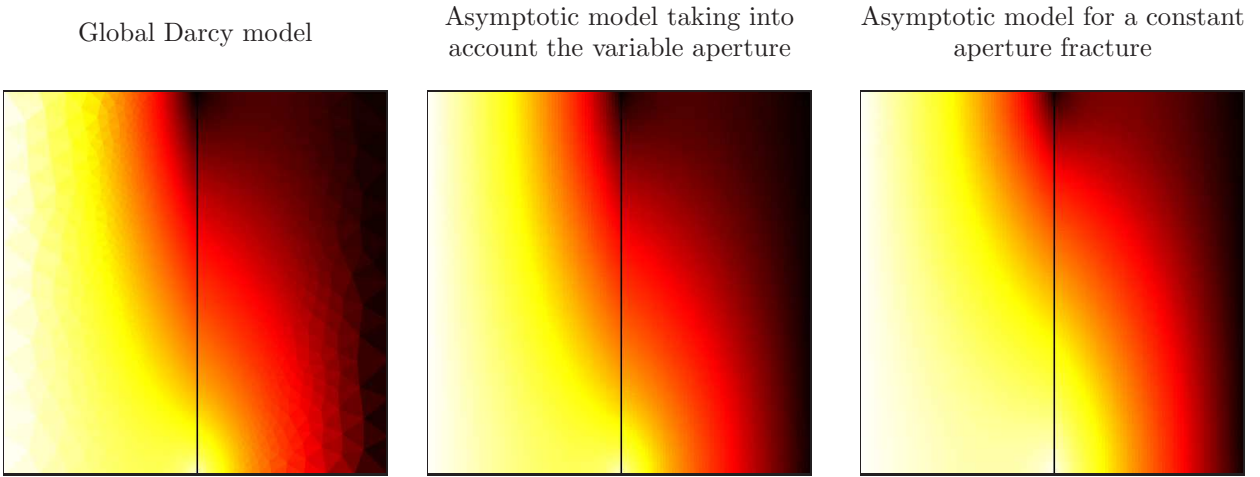 Global Darcy model
Asymptotic model taking into
account the variable aperture
Asymptotic model for a constant
aperture fracture